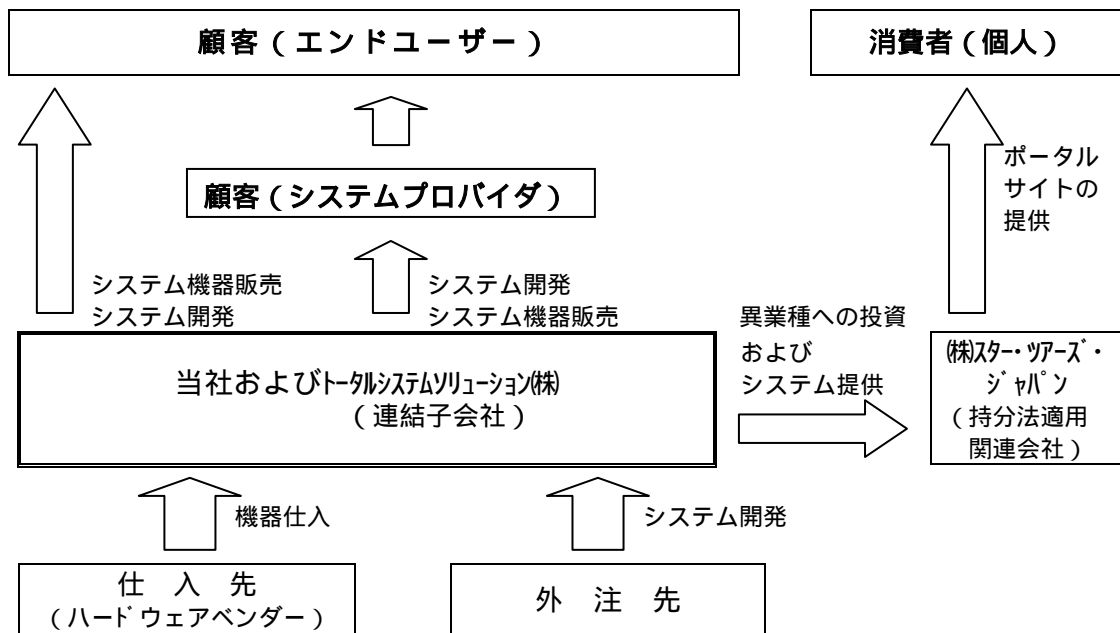 顧客（エンドユーザー）
消費者（個人）
ポータル
サイトの
提供
顧客（システムプロバイダ）
システム機器販売
システム開発
システム開発
システム機器販売
異業種への投資
および
システム提供
当社およびﾄｰﾀﾙｼｽﾃﾑｿﾘｭｰｼｮﾝ㈱
（連結子会社）
㈱ｽﾀｰ・ﾂｱｰｽﾞ・
ｼﾞｬﾊﾟﾝ
（持分法適用
関連会社）
機器仕入
システム開発
仕　入　先
（ハードウェアベンダー）
外　注　先